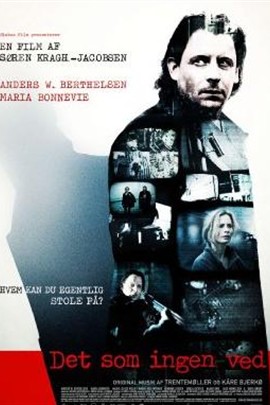 EN FILM AF
SØREN KRAGH-JACOBSEN
ANDERS W. BERTHELSEN
MARIA BONNEVIE
HVEM KAN DU EGENTLIG
STOLE PÅ?
Det som ingen ved
ORIGINAL MUSIK AF TRENTEMØLLER OG KÅRE BJERKØ